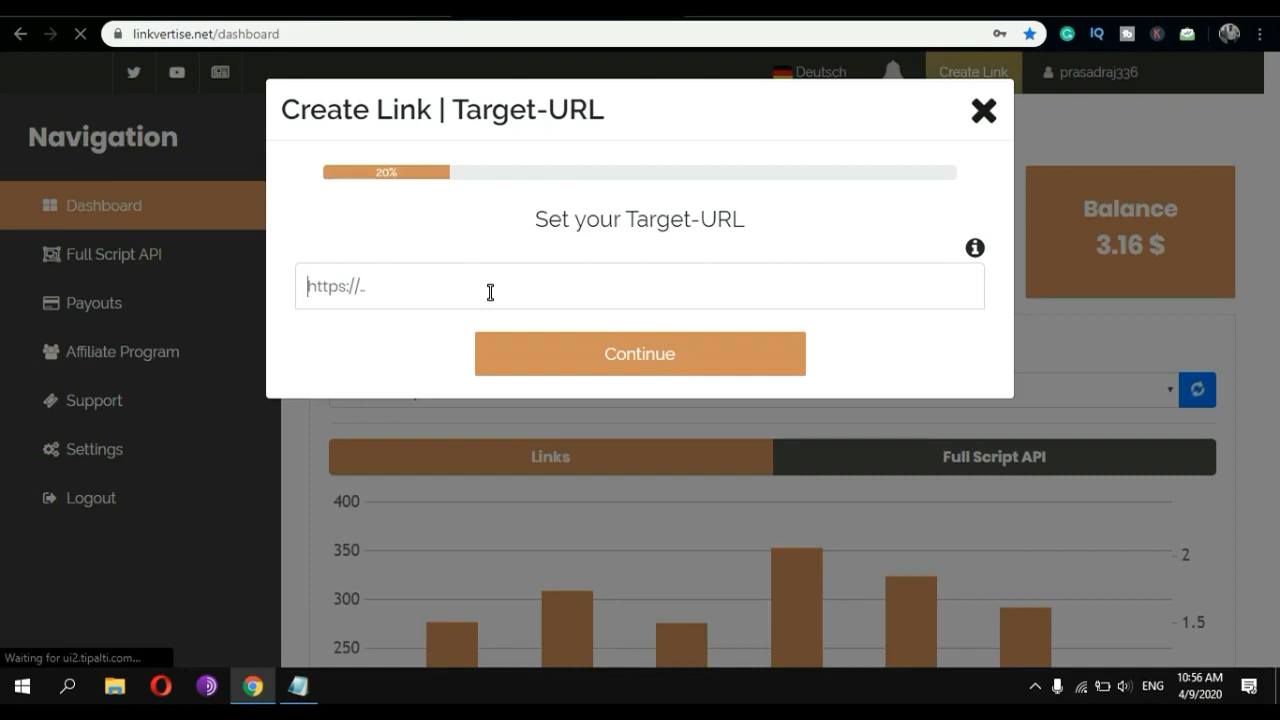 linkvertise.net/dashboard
Deutsch
Create Link
prasadraj336
Create Link | Target-URL
Navigation
20%
Set your Target-URL
https://..
Continue
Dashboard
Full Script API
Payouts
Affiliate Program
Support
Settings
Logout
Balance
3.16 $
Links
Full Script API
400
350
300
250
2
1.5
Waiting for ui2.tipalti.com...
ENG
10:56 AM
4/9/2020